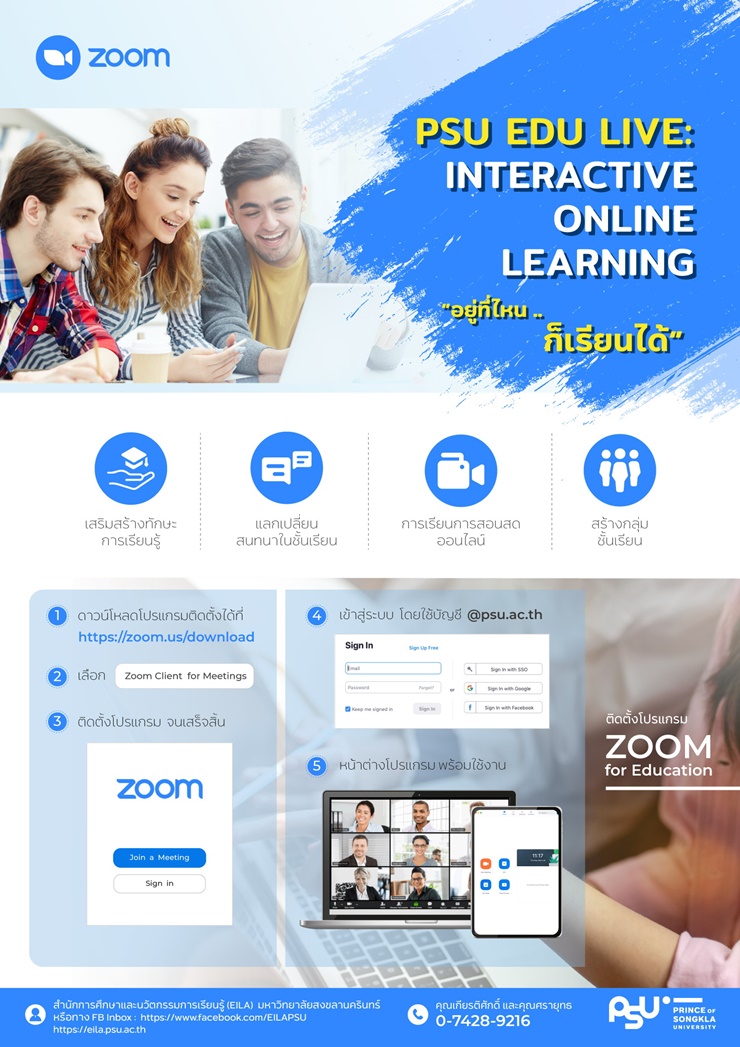 zoom
PSU EDU LIVE:
INTERACTIVE
ONLINE
LEARNING
“อยู่ที่ไหน ..
ก็เรียนได้”
เสริมสร้างทักษะ
การเรียนรู้
แลกเปลี่ยน
สนทนาในชั้นเรียน
การเรียนการสอนสด
ออนไลน์
สร้างกลุ่ม
ชั้นเรียน
1 ดาวน์โหลดโปรแกรมติดตั้งได้ที่
https://zoom.us/download
2 เลือก Zoom Client for Meetings
3 ติดตั้งโปรแกรม จนเสร็จสิ้น
zoom
Join a Meeting
Sign in
4 เข้าสู่ระบบ โดยใช้บัญชี @psu.ac.th
Sign In
Sign Up Free
Email
Password
Forgot?
or
Keep me signed in
Sign In
Sign In with SSO
Sign In with Google
Sign In with Facebook
5 หน้าต่างโปรแกรม พร้อมใช้งาน
11:17
ติดตั้งโปรแกรม
ZOOM
for Education
สำนักการศึกษาและนวัตกรรมการเรียนรู้ (EILA) มหาวิทยาลัยสงขลานครินทร์
หรือทาง FB Inbox : https://www.facebook.com/EILAPSU
https://eila.psu.ac.th
คุณเกียรติศักดิ์ และคุณศรายุทธ
0-7428-9216
PSU
PRINCE OF
SONGKLA
UNIVERSITY